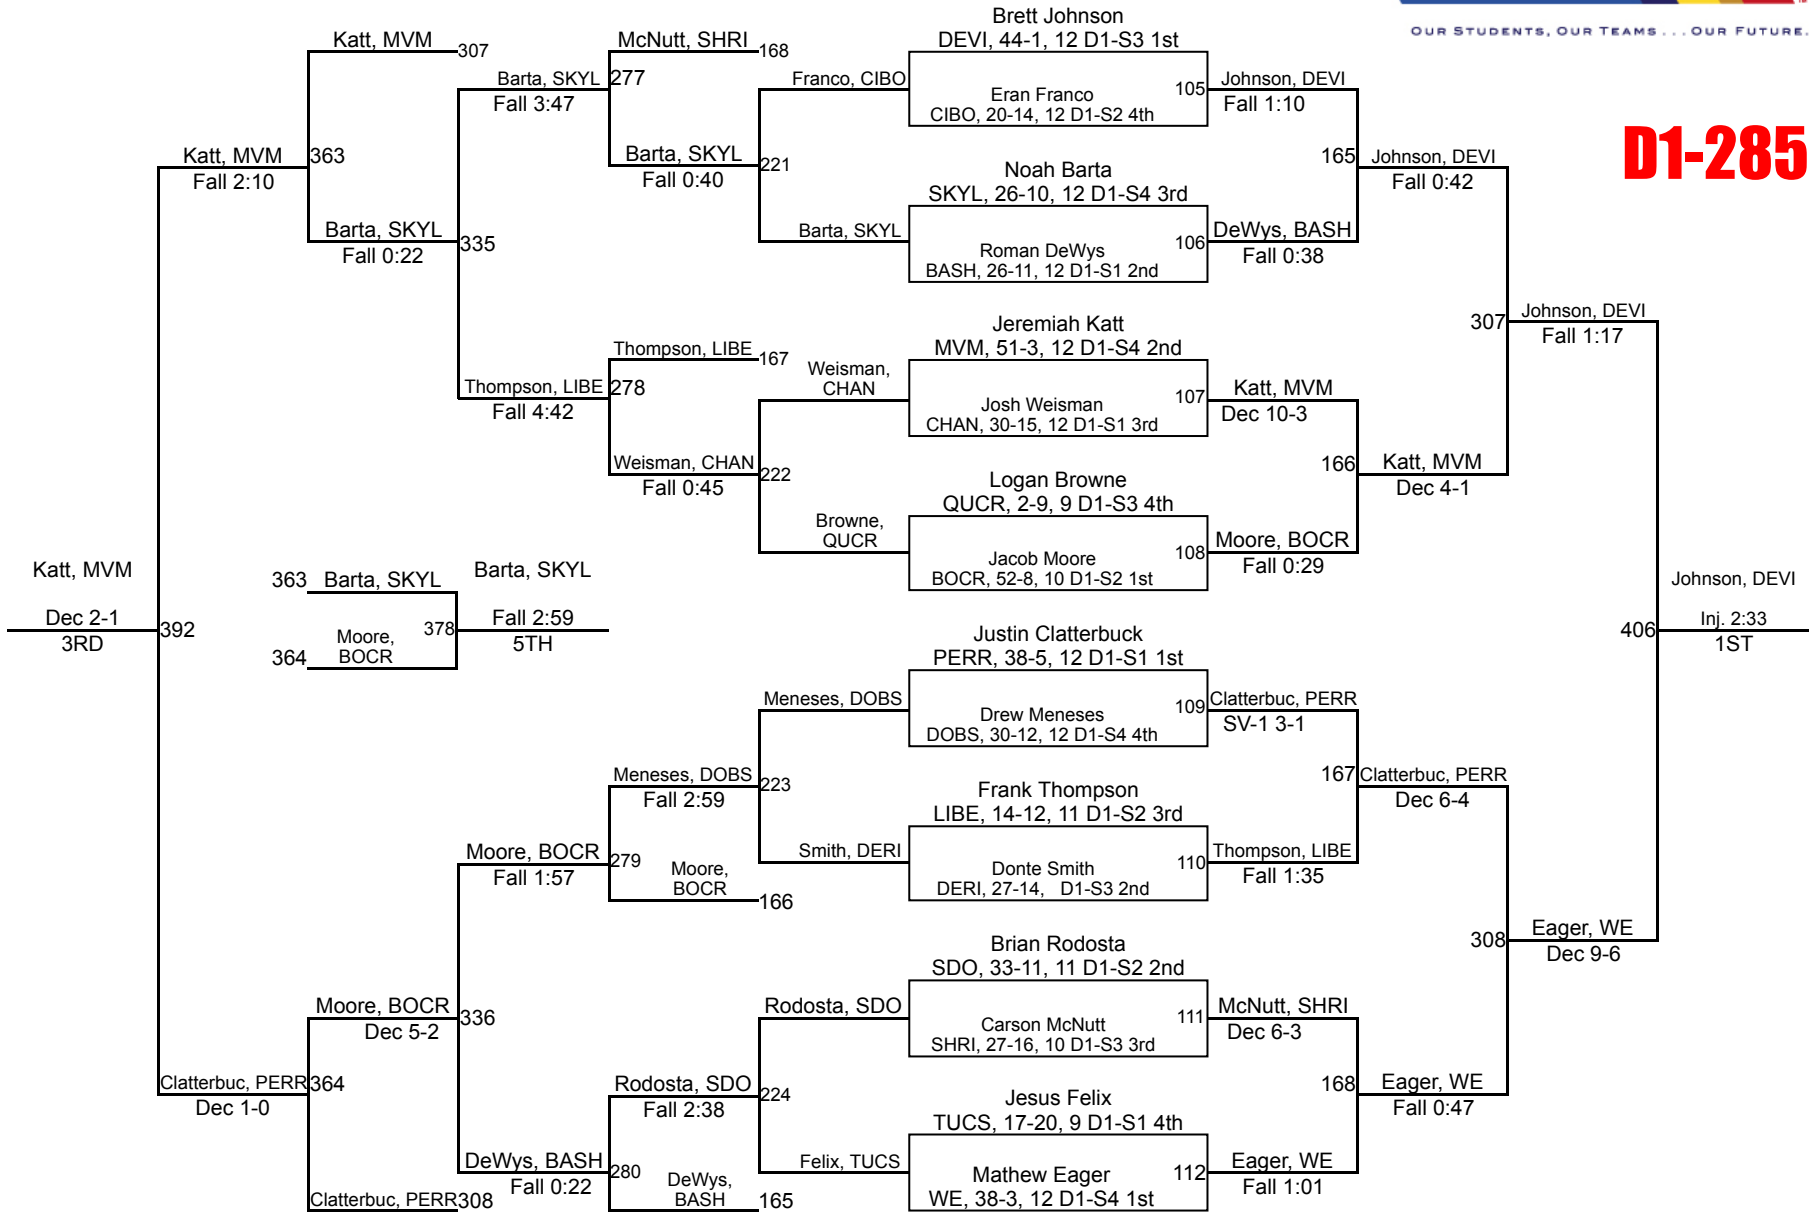 OUR STUDENTS, OUR TEAMS . . . OUR FUTURE.
D1-285
Brett Johnson
DEVI, 44-1, 12 D1-S3 1st
Eran Franco
CIBO, 20-14, 12 D1-S2 4th
105
Noah Barta
SKYL, 26-10, 12 D1-S4 3rd
Roman DeWys
BASH, 26-11, 12 D1-S1 2nd
106
Jeremiah Katt
MVM, 51-3, 12 D1-S4 2nd
Josh Weisman
CHAN, 30-15, 12 D1-S1 3rd
107
Logan Browne
QUCR, 2-9, 9 D1-S3 4th
Jacob Moore
BOCR, 52-8, 10 D1-S2 1st
108
Justin Clatterbuck
PERR, 38-5, 12 D1-S1 1st
Drew Meneses
DOBS, 30-12, 12 D1-S4 4th
109
Frank Thompson
LIBE, 14-12, 11 D1-S2 3rd
Donte Smith
DERI, 27-14, D1-S3 2nd
110
Brian Rodosta
SDO, 33-11, 11 D1-S2 2nd
Carson McNutt
SHRI, 27-16, 10 D1-S3 3rd
111
Jesus Felix
TUCS, 17-20, 9 D1-S1 4th
Mathew Eager
WE, 38-3, 12 D1-S4 1st
112
Johnson, DEVI
Fall 1:10
165
DeWys, BASH
Fall 0:38
Katt, MVM
Dec 10-3
166
Moore, BOCR
Fall 0:29
Clatterbuc, PERR
SV-1 3-1
167
Thompson, LIBE
Fall 1:35
McNutt, SHRI
Dec 6-3
168
Eager, WE
Fall 1:01
Johnson, DEVI
Fall 0:42
307
Katt, MVM
Dec 4-1
Clatterbuc, PERR
Dec 6-4
308
Eager, WE
Fall 0:47
Johnson, DEVI
Fall 1:17
406
Eager, WE
Dec 9-6
Johnson, DEVI
Inj. 2:33
1ST
Franco, CIBO
221
Barta, SKYL
Weisman,
CHAN
222
Browne,
QUCR
Meneses, DOBS
223
Smith, DERI
Rodosta, SDO
224
Felix, TUCS
McNutt, SHRI
168
277
Barta, SKYL
Fall 0:40
Thompson, LIBE
167
278
Weisman, CHAN
Fall 0:45
Meneses, DOBS
Fall 2:59
279
Moore,
BOCR
166
Rodosta, SDO
Fall 2:38
280
DeWys,
BASH
165
Barta, SKYL
Fall 3:47
335
Thompson, LIBE
Fall 4:42
Moore, BOCR
Fall 1:57
336
DeWys, BASH
Fall 0:22
Katt, MVM
307
363
Barta, SKYL
Fall 0:22
Moore, BOCR
Dec 5-2
364
Clatterbuc, PERR
308
Katt, MVM
Fall 2:10
392
Clatterbuc, PERR
Dec 1-0
Katt, MVM
Dec 2-1
3RD
363
Barta, SKYL
378
364
Moore,
BOCR
Barta, SKYL
Fall 2:59
5TH